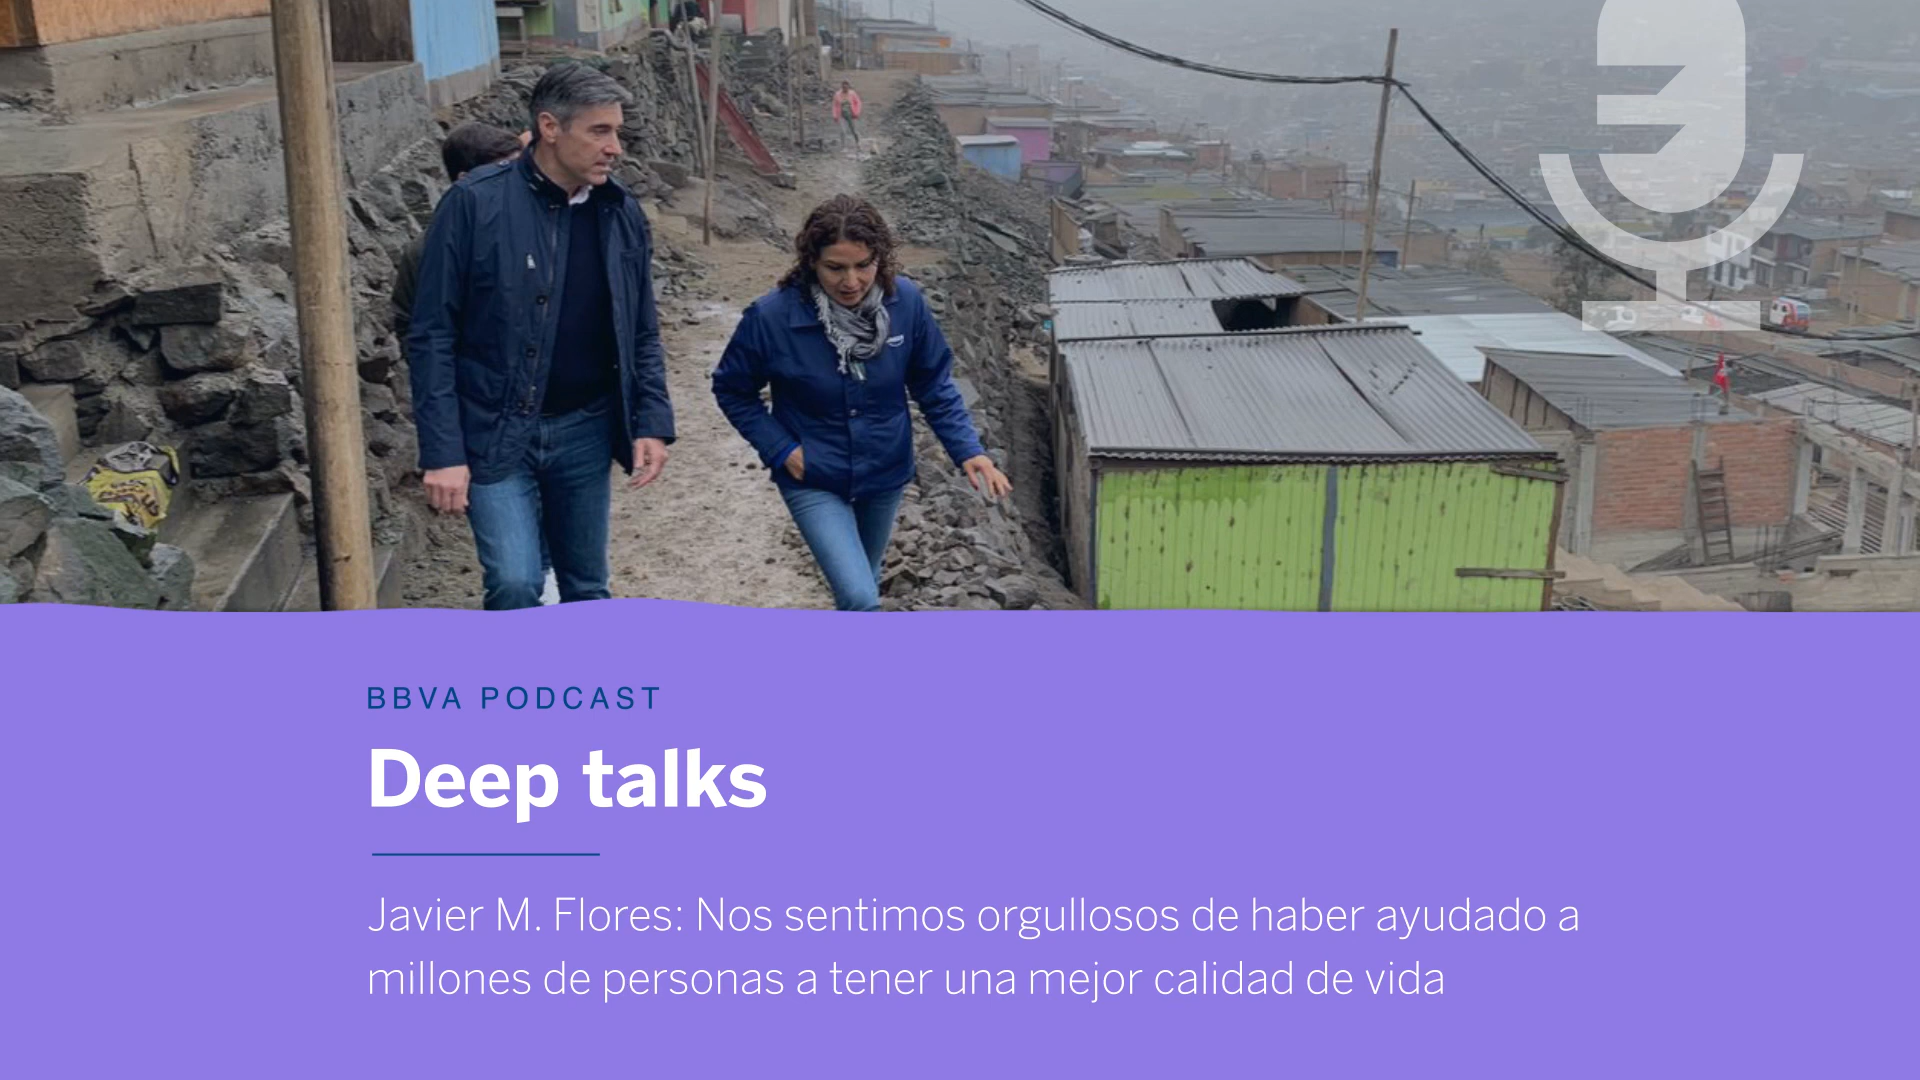 BBVA PODCAST
Deep talks
Javier M. Flores: Nos sentimos orgullosos de haber ayudado a
millones de personas a tener una mejor calidad de vida